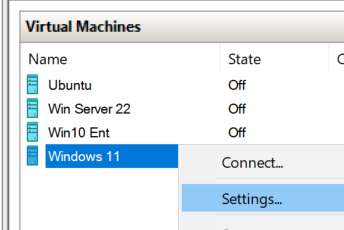 Virtual Machines
Name State
Ubuntu Off
Win Server 22 Off
Win10 Ent Off
Windows 11
Connect...
Settings...